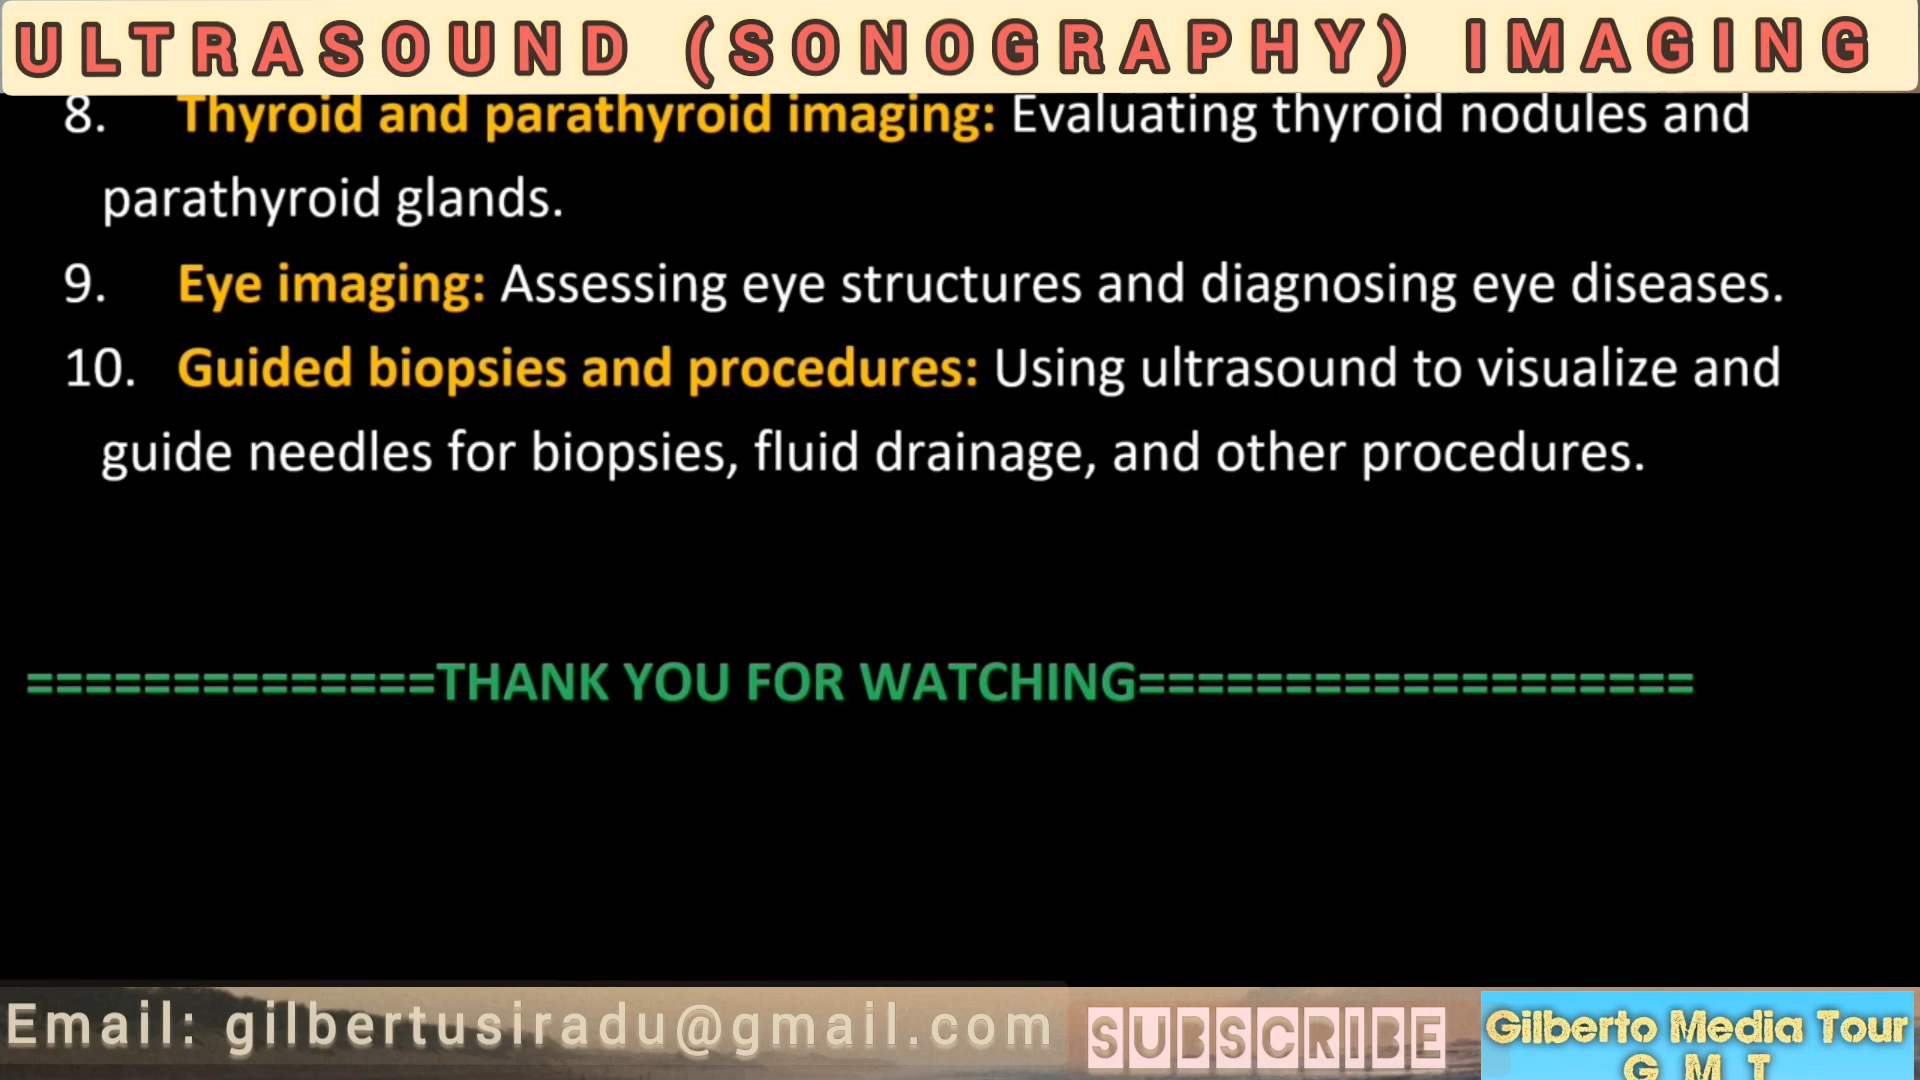 ULTRASOUND (SONOGRAPHY) IMAGING
8. Thyroid and parathyroid imaging: Evaluating thyroid nodules and
parathyroid glands.
9. Eye imaging: Assessing eye structures and diagnosing eye diseases.
10. Guided biopsies and procedures: Using ultrasound to visualize and
guide needles for biopsies, fluid drainage, and other procedures.
==============THANK YOU FOR WATCHING===================
Email: gilbertusiradu@gmail.com
SUBSCRIBE
Gilberto Media Tour
G M T